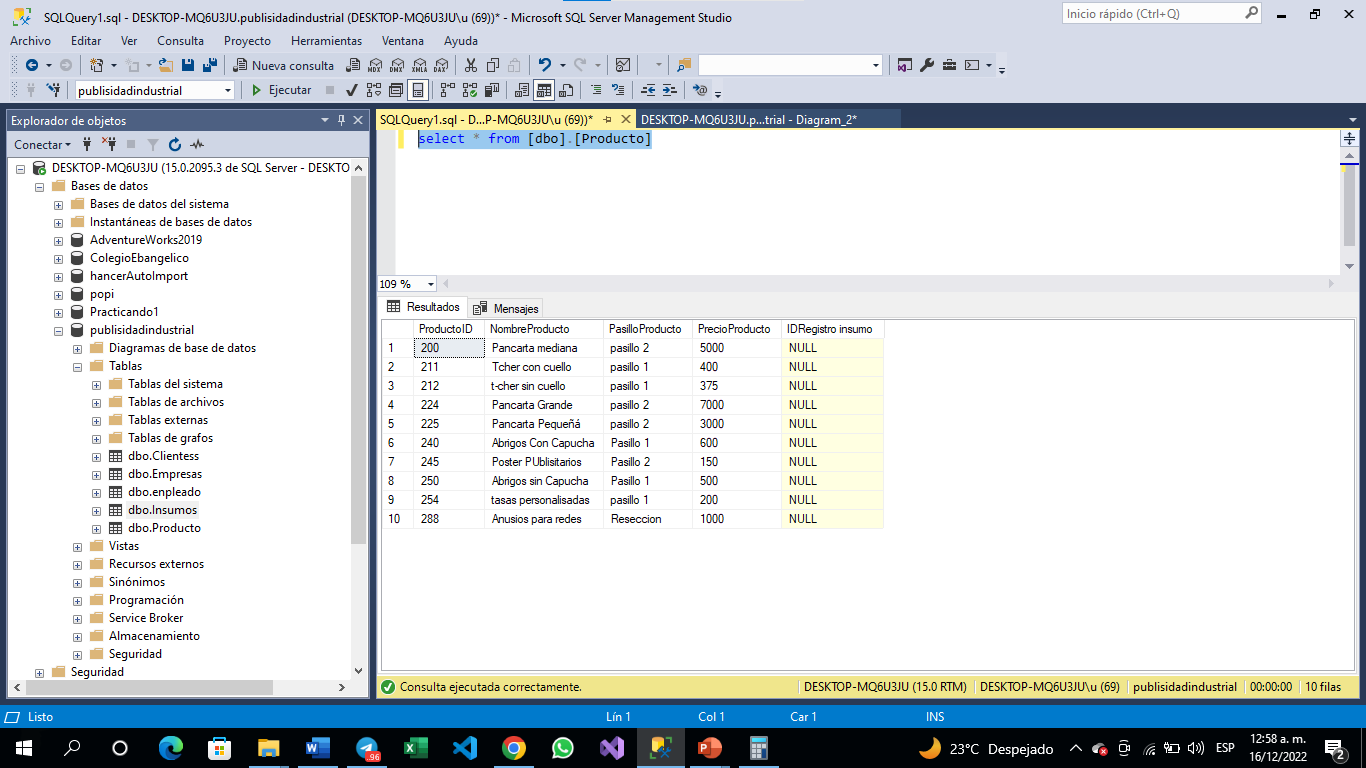 SQLQuery1.sql - DESKTOP-MQ6U3JU.publisidadindustrial (DESKTOP-MQ6U3JU\u (69))* - Microsoft SQL Server Management Studio
Inicio rápido (Ctrl+Q)
Archivo Editar Ver Consulta Proyecto Herramientas Ventana Ayuda
Nueva consulta MDX DMX XMLA DAX
publisidadindustrial Ejecutar
Explorador de objetos
Conectar
DESKTOP-MQ6U3JU (15.0.2095.3 de SQL Server - DESKTO
Bases de datos
Bases de datos del sistema
Instantáneas de bases de datos
AdventureWorks2019
ColegioEbangelico
hancerAutoImport
popi
Practicando1
publisidadindustrial
Diagramas de base de datos
Tablas
Tablas del sistema
Tablas de archivos
Tablas externas
Tablas de grafos
dbo.Clientess
dbo.Empresas
dbo.enpleado
dbo.Insumos
dbo.Producto
Vistas
Recursos externos
Sinónimos
Programación
Service Broker
Almacenamiento
Seguridad
Seguridad
SQLQuery1.sql - D...P-MQ6U3JU\u (69))* DESKTOP-MQ6U3JU.p...trial - Diagram_2*
select * from [dbo].[Producto]
109 %
Resultados Mensajes
ProductoID NombreProducto PasilloProducto PrecioProducto IDRegistro insumo
1 200 Pancarta mediana pasillo 2 5000 NULL
2 211 Tcher con cuello pasillo 1 400 NULL
3 212 t-cher sin cuello pasillo 1 375 NULL
4 224 Pancarta Grande pasillo 2 7000 NULL
5 225 Pancarta Pequeñá pasillo 2 3000 NULL
6 240 Abrigos Con Capucha Pasillo 1 600 NULL
7 245 Poster PUblisitarios Pasillo 2 150 NULL
8 250 Abrigos sin Capucha Pasillo 1 500 NULL
9 254 tasas personalisadas pasillo 1 200 NULL
10 288 Anusios para redes Reseccion 1000 NULL
Consulta ejecutada correctamente. DESKTOP-MQ6U3JU (15.0 RTM) DESKTOP-MQ6U3JU\u (69) publisidadindustrial 00:00:00 10 filas
Listo Lín 1 Col 1 Car 1 INS
96
23°C Despejado ESP 12:58 a. m.
16/12/2022 2